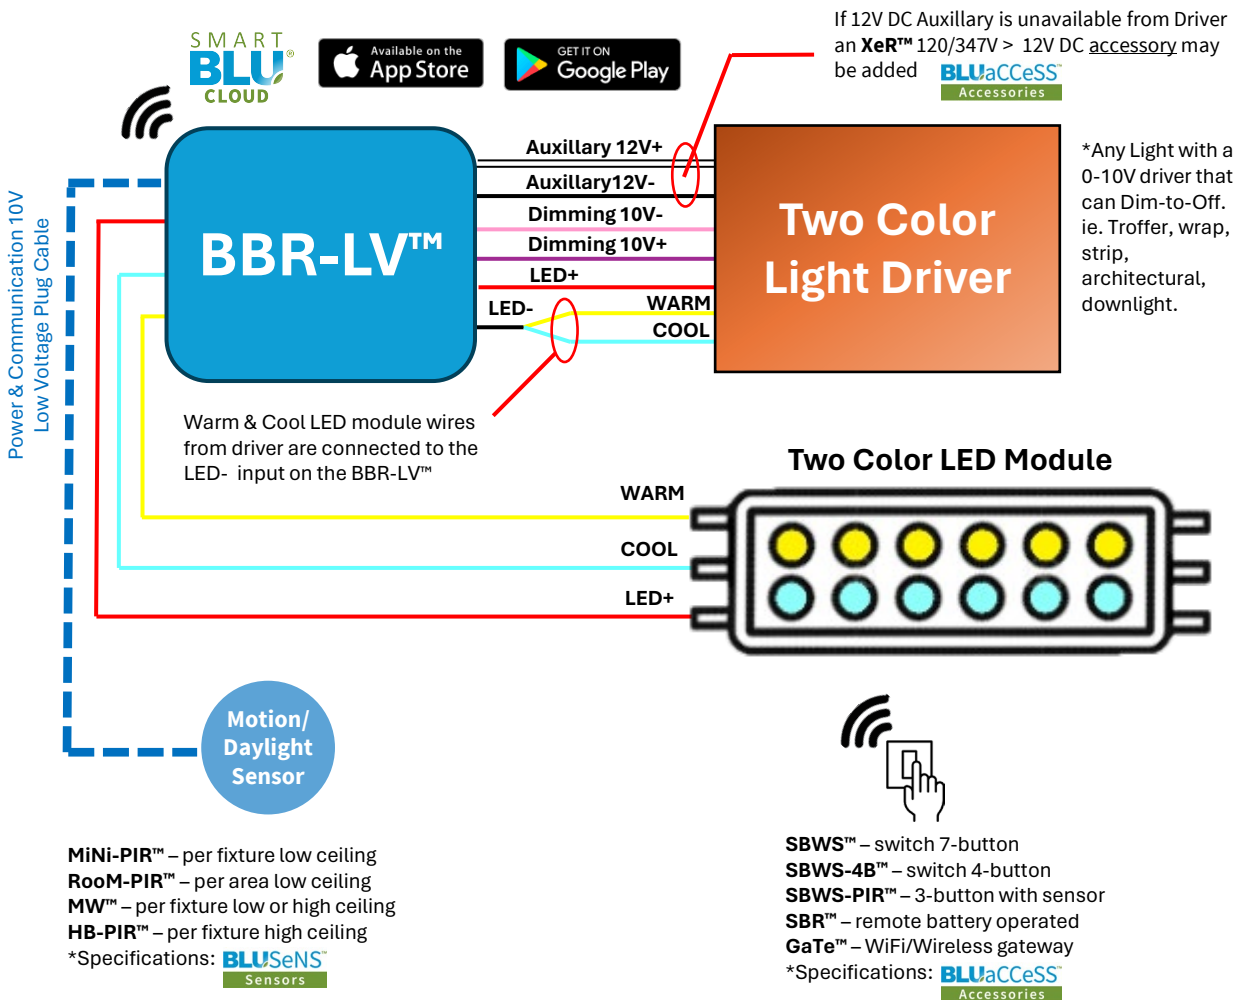 If 12V DC Auxillary is unavailable from Driver
an XeR™ 120/347V > 12V DC accessory may
be added BLUaCCeSS™
Accessories
SMART
BLU®
CLOUD
Available on the
App Store
GET IT ON
Google Play
Power & Communication 10V
Low Voltage Plug Cable
BBR-LV™
Auxillary 12V+
Auxillary12V-
Dimming 10V-
Dimming 10V+
LED+
LED-
WARM
COOL
Two Color
Light Driver
*Any Light with a
0-10V driver that
can Dim-to-Off.
ie. Troffer, wrap,
strip,
architectural,
downlight.
Warm & Cool LED module wires
from driver are connected to the
LED- input on the BBR-LV™
Two Color LED Module
WARM
COOL
LED+
Motion/
Daylight
Sensor
MiNi-PIR™ – per fixture low ceiling
RooM-PIR™ – per area low ceiling
MW™ – per fixture low or high ceiling
HB-PIR™ – per fixture high ceiling
*Specifications: BLUSeNS™
Sensors
SBWS™ – switch 7-button
SBWS-4B™ – switch 4-button
SBWS-PIR™ – 3-button with sensor
SBR™ – remote battery operated
GaTe™ – WiFi/Wireless gateway
*Specifications: BLUaCCeSS™
Accessories